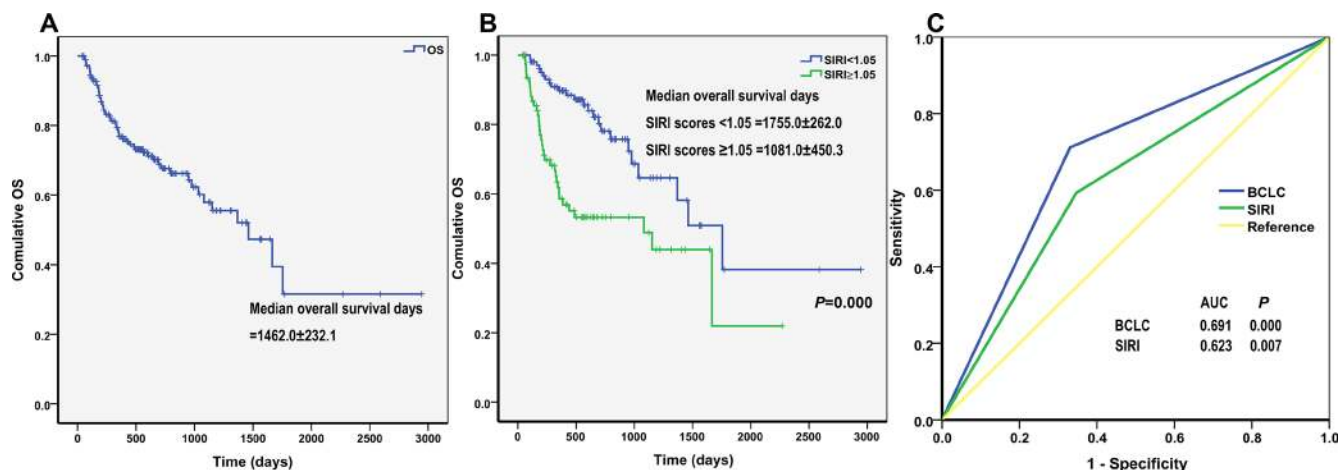 A
OS
1.0
0.8
0.6
0.4
0.2
0.0
Comulative OS
Median overall survival days
=1462.0±232.1
0
500
1000
1500
2000
2500
3000
Time (days)
B
SIRI<1.05
SIRI≥1.05
Median overall survival days
SIRI scores <1.05 =1755.0±262.0
SIRI scores ≥1.05 =1081.0±450.3
P=0.000
1.0
0.8
0.6
0.4
0.2
0.0
Comulative OS
0
500
1000
1500
2000
2500
3000
Time (days)
C
1.0
0.8
0.6
0.4
0.2
0.0
Sensitivity
BCLC
SIRI
Reference
AUC P
BCLC 0.691 0.000
SIRI 0.623 0.007
0.0
0.2
0.4
0.6
0.8
1.0
1 - Specificity